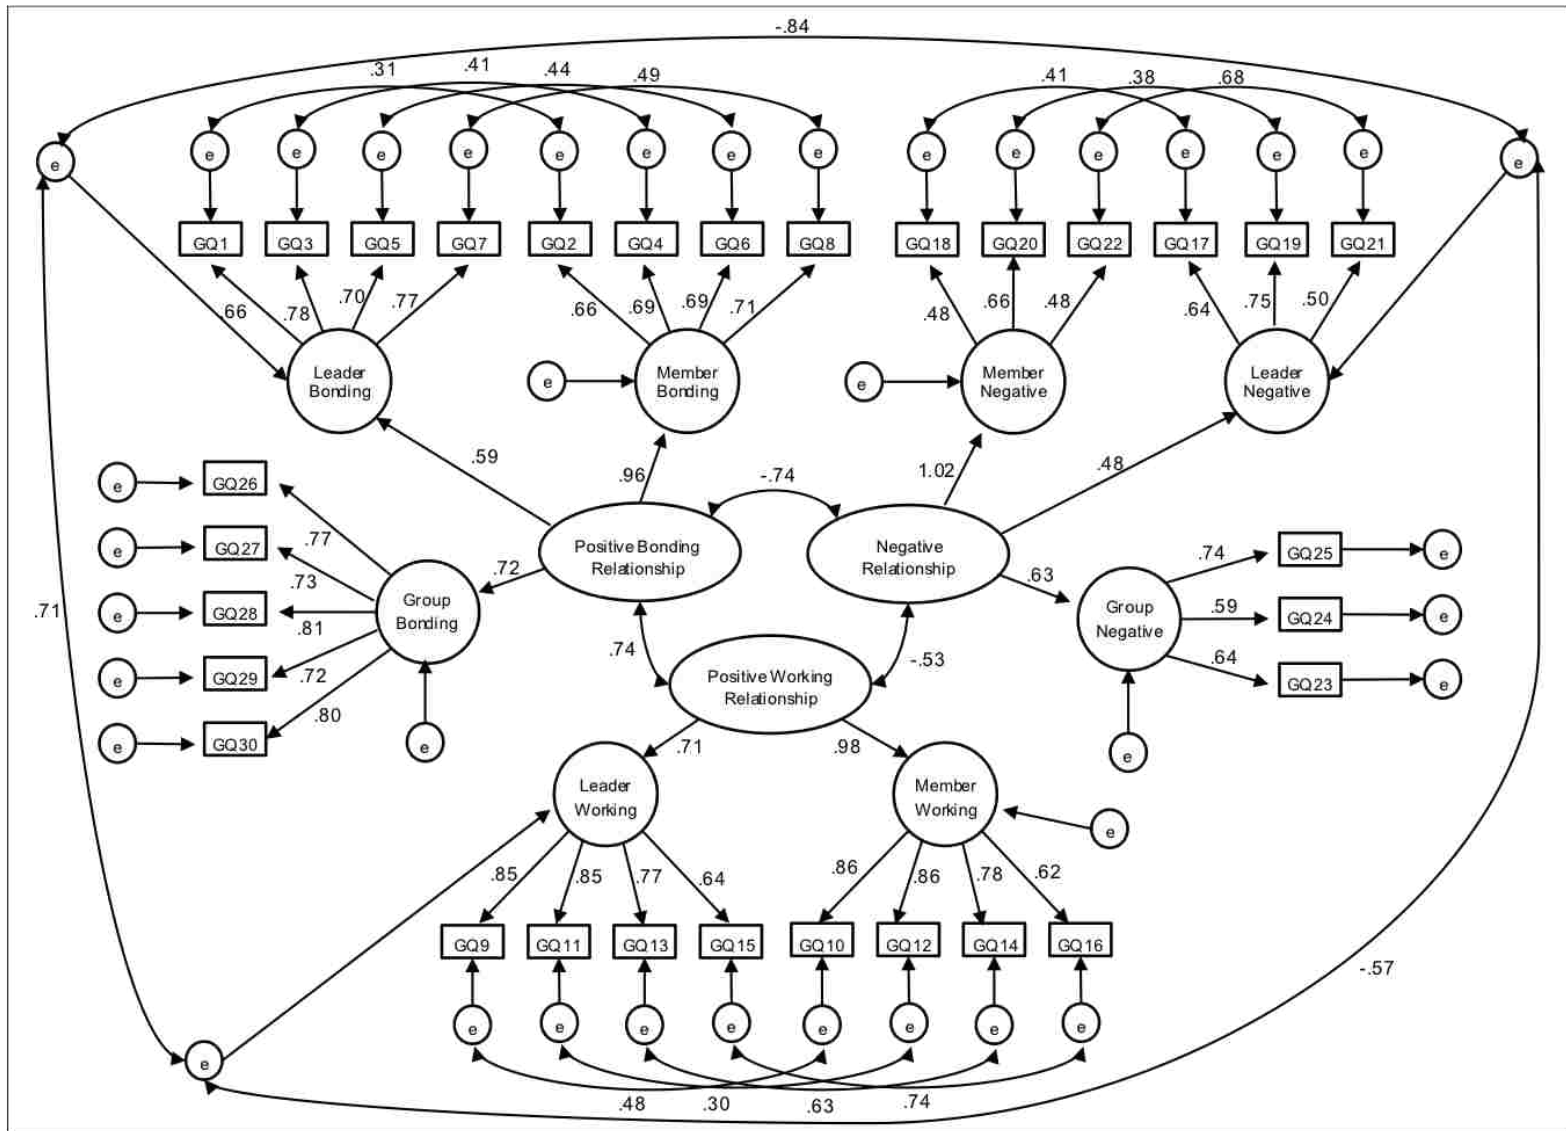 -.84
.31 .41 .44 .49 .41 .38 .68
e e e e e e e e e e e e e e e e
GQ1 GQ3 GQ5 GQ7 GQ2 GQ4 GQ6 GQ8 GQ18 GQ20 GQ22 GQ17 GQ19 GQ21
.66 .78 .70 .77 .66 .69 .69 .71 .48 .66 .48 .64 .75 .50
Leader
Bonding
e
Member
Bonding
e
Member
Negative
Leader
Negative
.59 .96 -.74 1.02 .48
e GQ26
.77
e GQ27
.73
e GQ28
.81
e GQ29
.72
e GQ30
.80
Group
Bonding
e
.72
Positive Bonding
Relationship
Negative
Relationship
.63
Group
Negative
e
.74 GQ25 e
.59 GQ24 e
.64 GQ23 e
.71
.74
Positive Working
Relationship
-.53
.71 .98
Leader
Working
Member
Working
e
.85 .85 .77 .64 .86 .86 .78 .62
GQ9 GQ11 GQ13 GQ15 GQ10 GQ12 GQ14 GQ16
e e e e e e e e
-.57
e
.48 .30 .63 .74